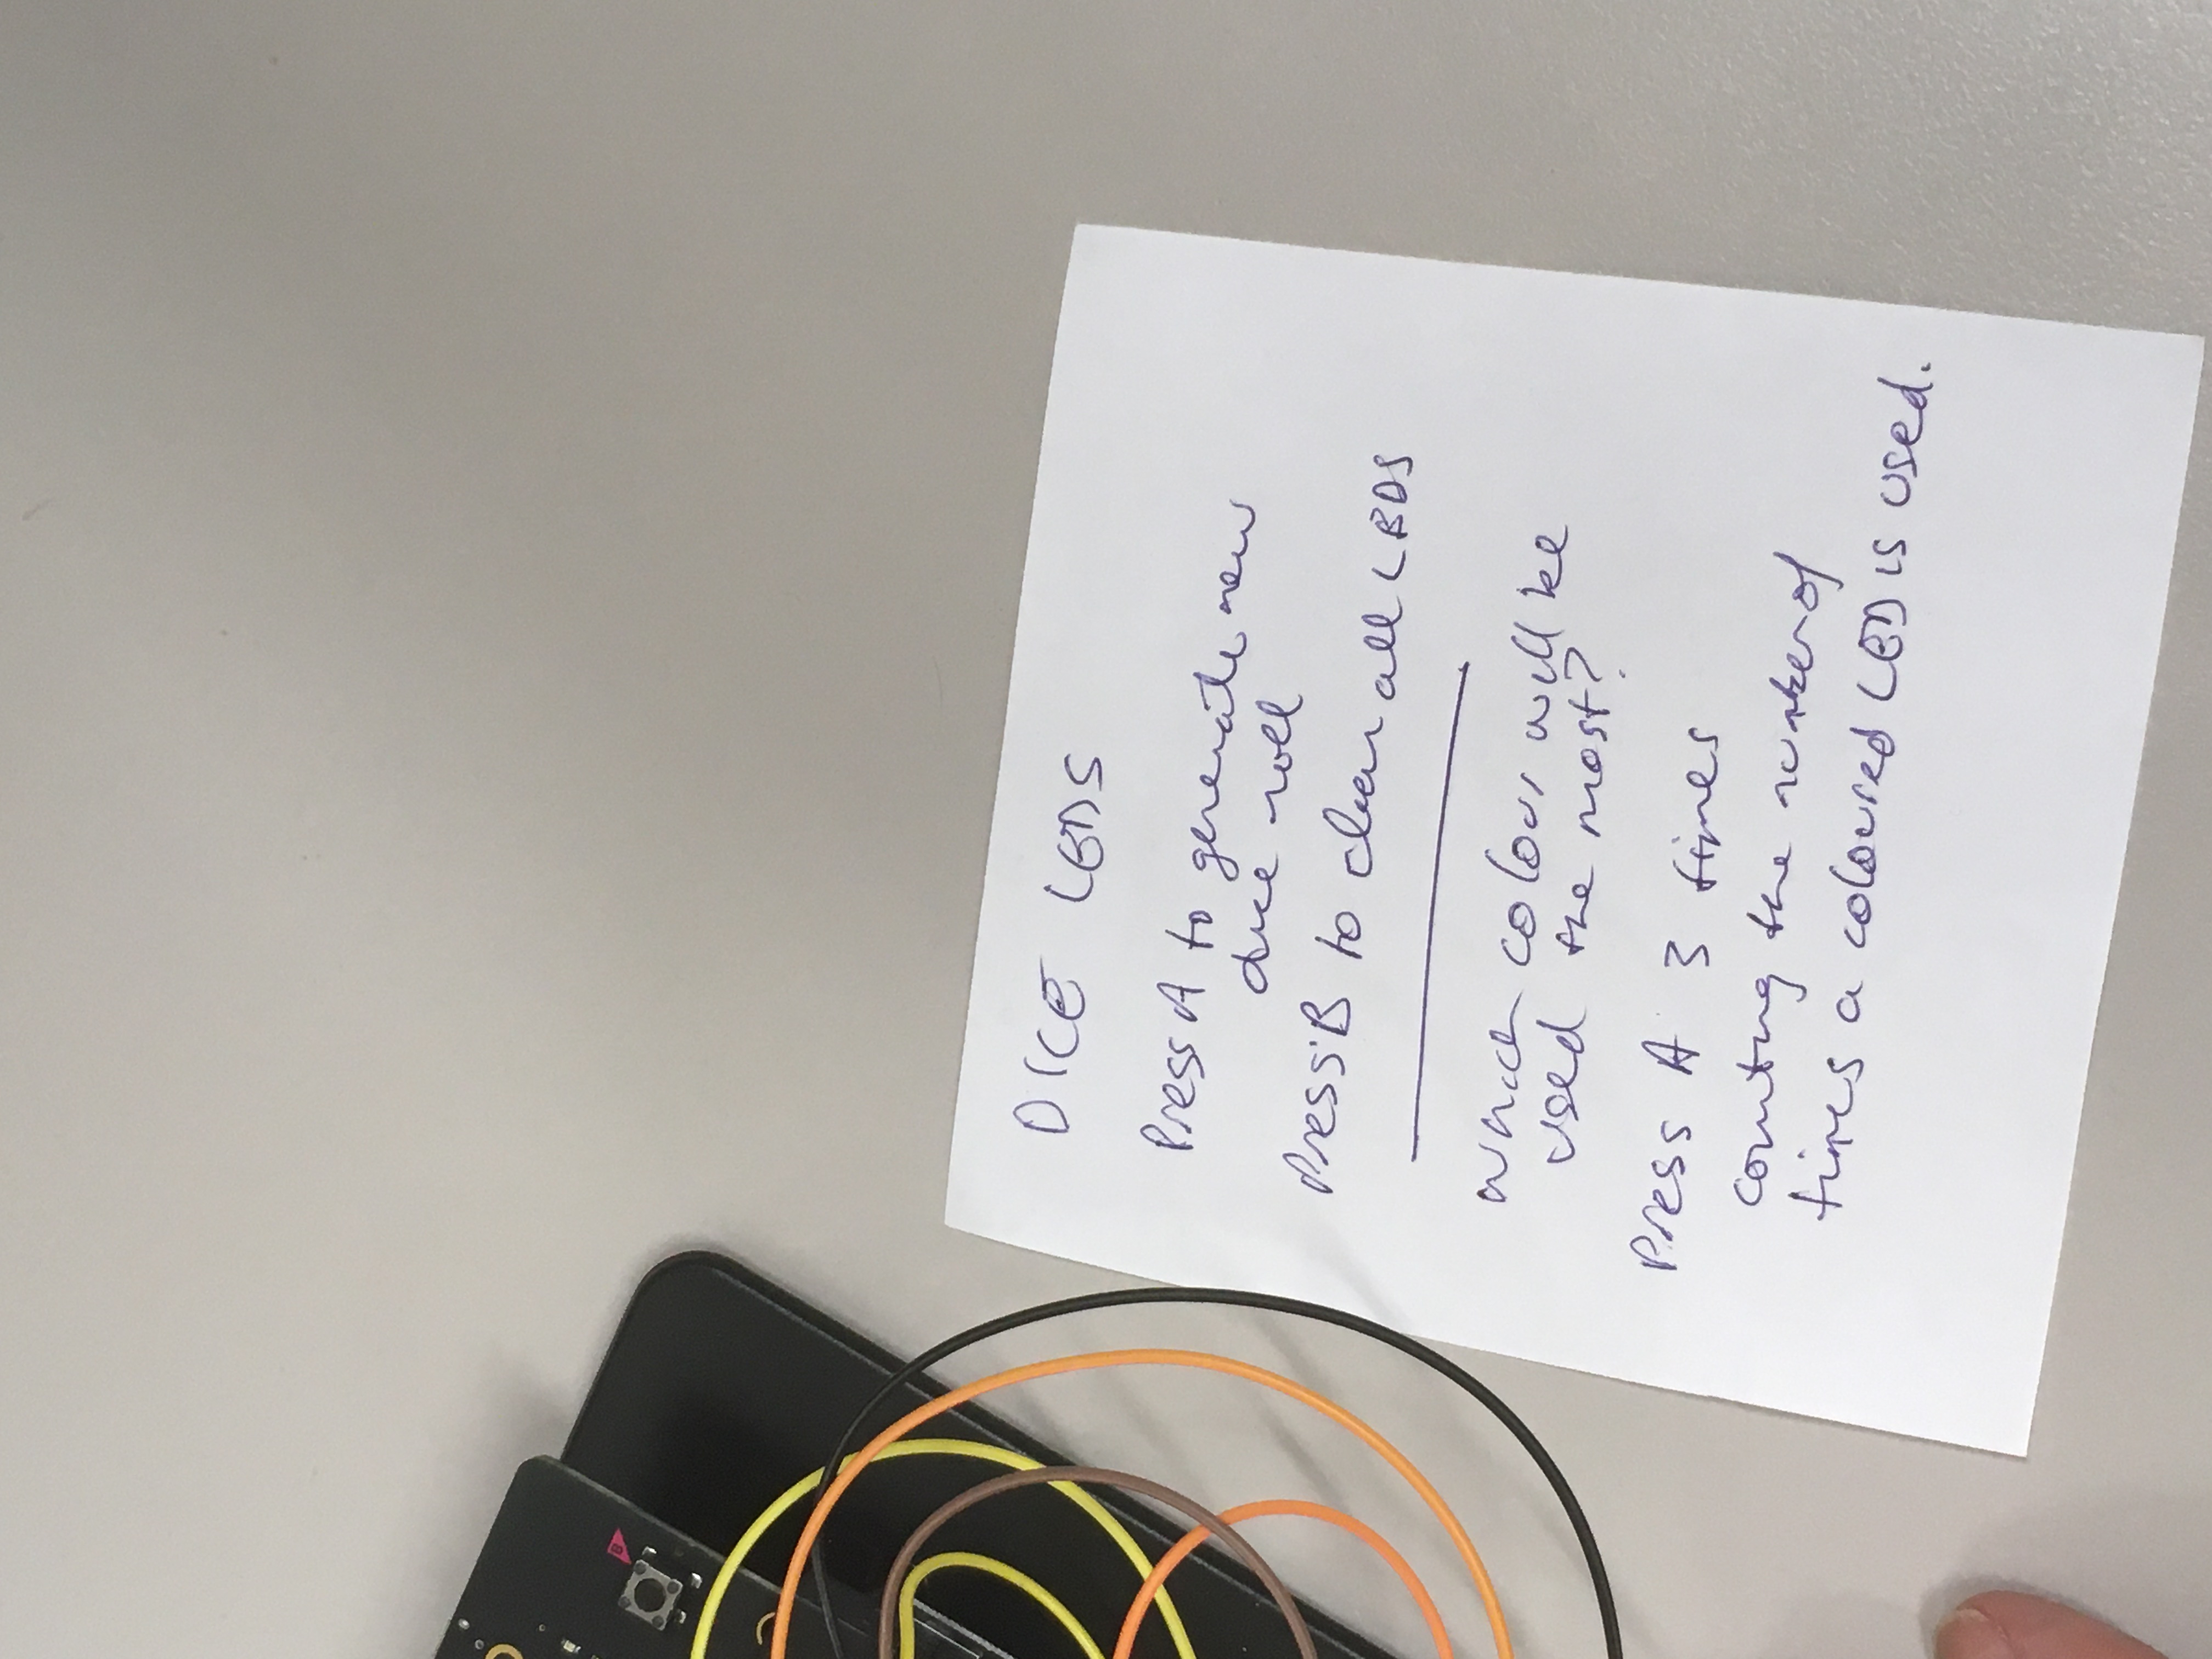 B
DICE LEDS
Press A to generate new
dice roll
Press B to clear all LEDS
which colour will be
used the most?
Press A 3 times
counting the number of
times a coloured LED is used.